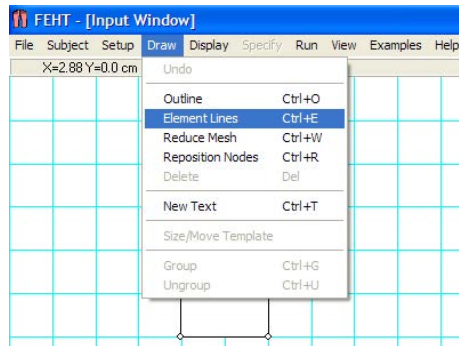 FEHT - [Input Window]
File Subject Setup Draw Display Specify Run View Examples Help
X=2.88 Y=0.0 cm
Undo
Outline Ctrl+O
Element Lines Ctrl+E
Reduce Mesh Ctrl+W
Reposition Nodes Ctrl+R
Delete Del
New Text Ctrl+T
Size/Move Template
Group Ctrl+G
Ungroup Ctrl+U